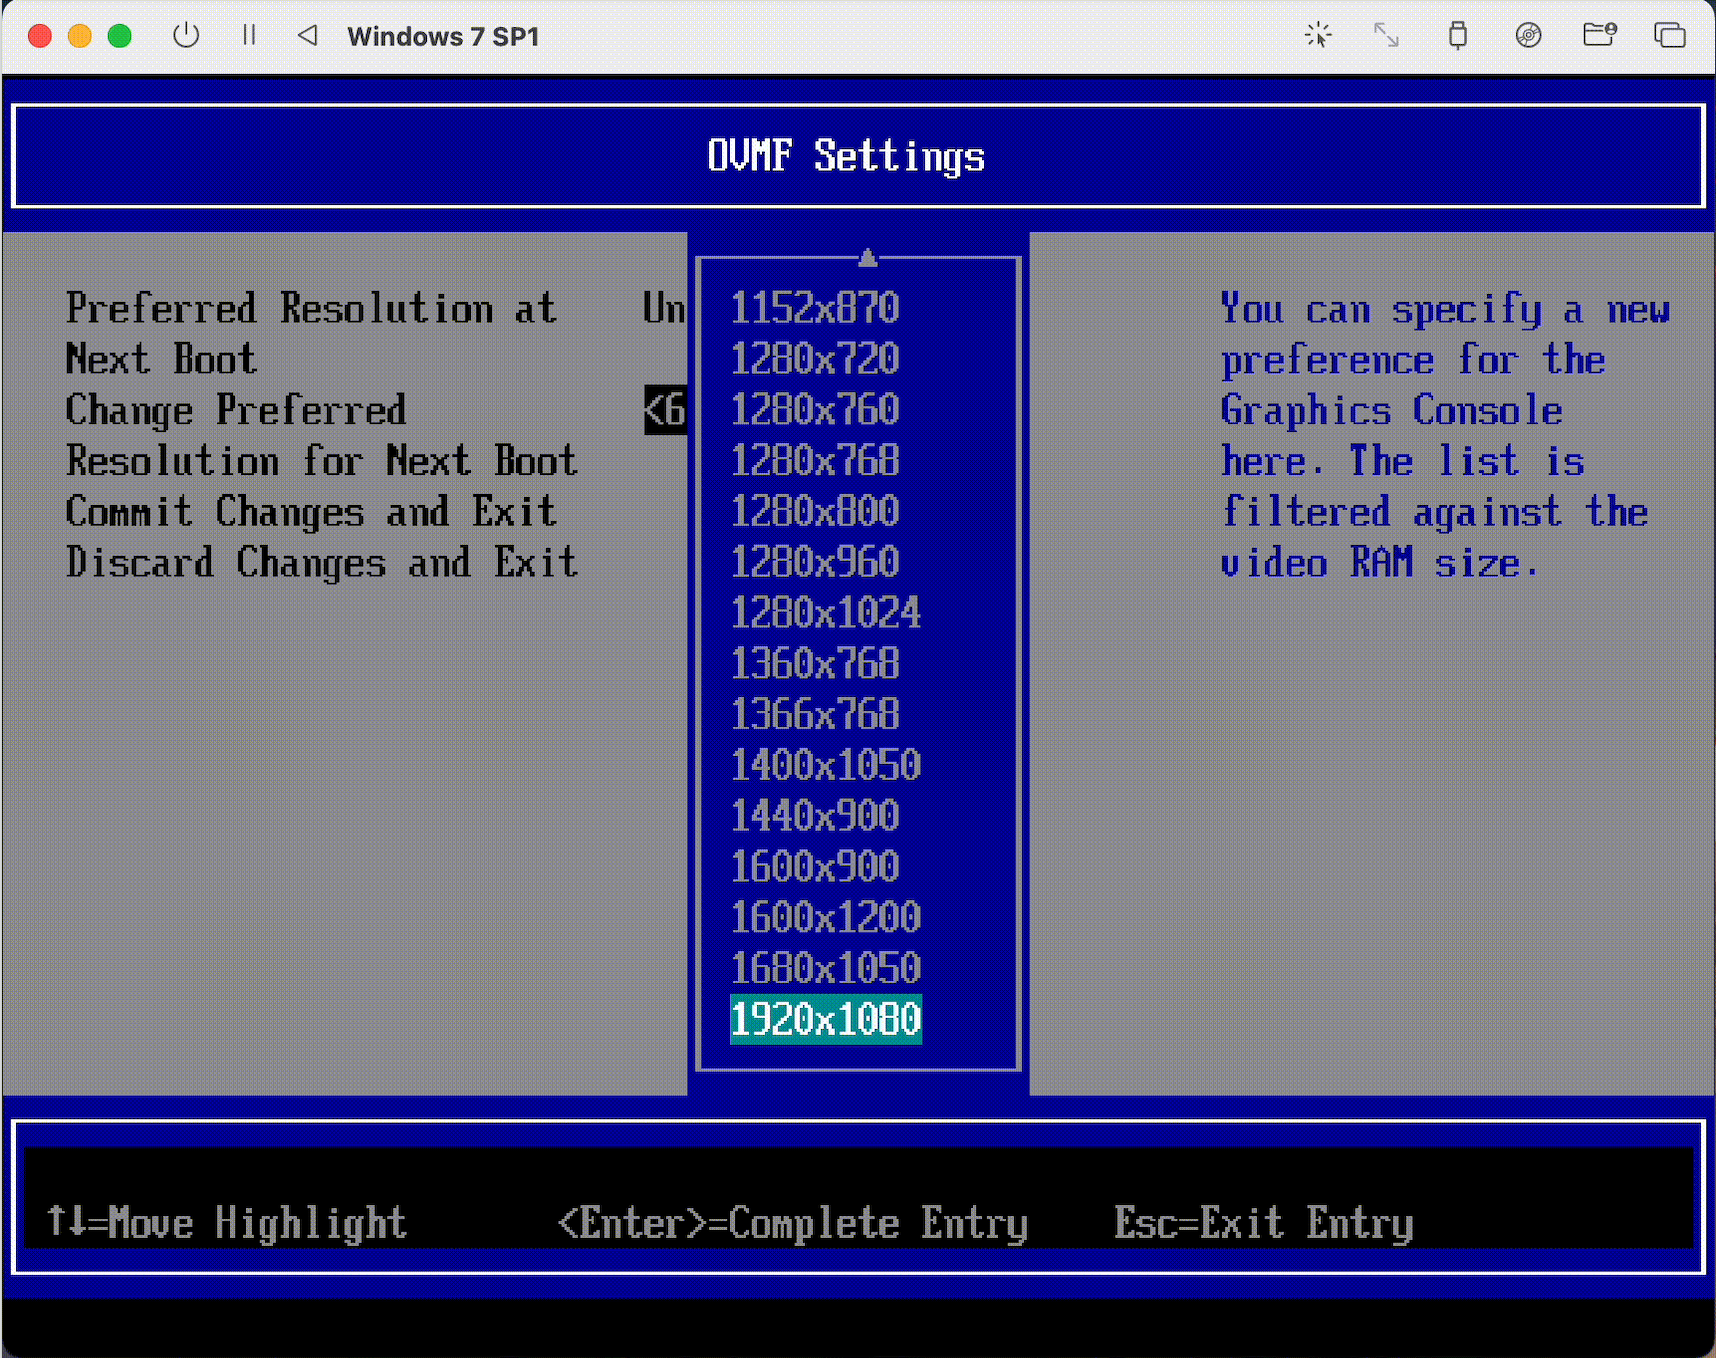 Windows 7 SP1
OVMF Settings
Preferred Resolution at Un
Next Boot
Change Preferred <6
Resolution for Next Boot
Commit Changes and Exit
Discard Changes and Exit
1152x870
1280x720
1280x760
1280x768
1280x800
1280x960
1280x1024
1360x768
1366x768
1400x1050
1440x900
1600x900
1600x1200
1680x1050
1920x1080
You can specify a new
preference for the
Graphics Console
here. The list is
filtered against the
video RAM size.
↑↓=Move Highlight <Enter>=Complete Entry Esc=Exit Entry